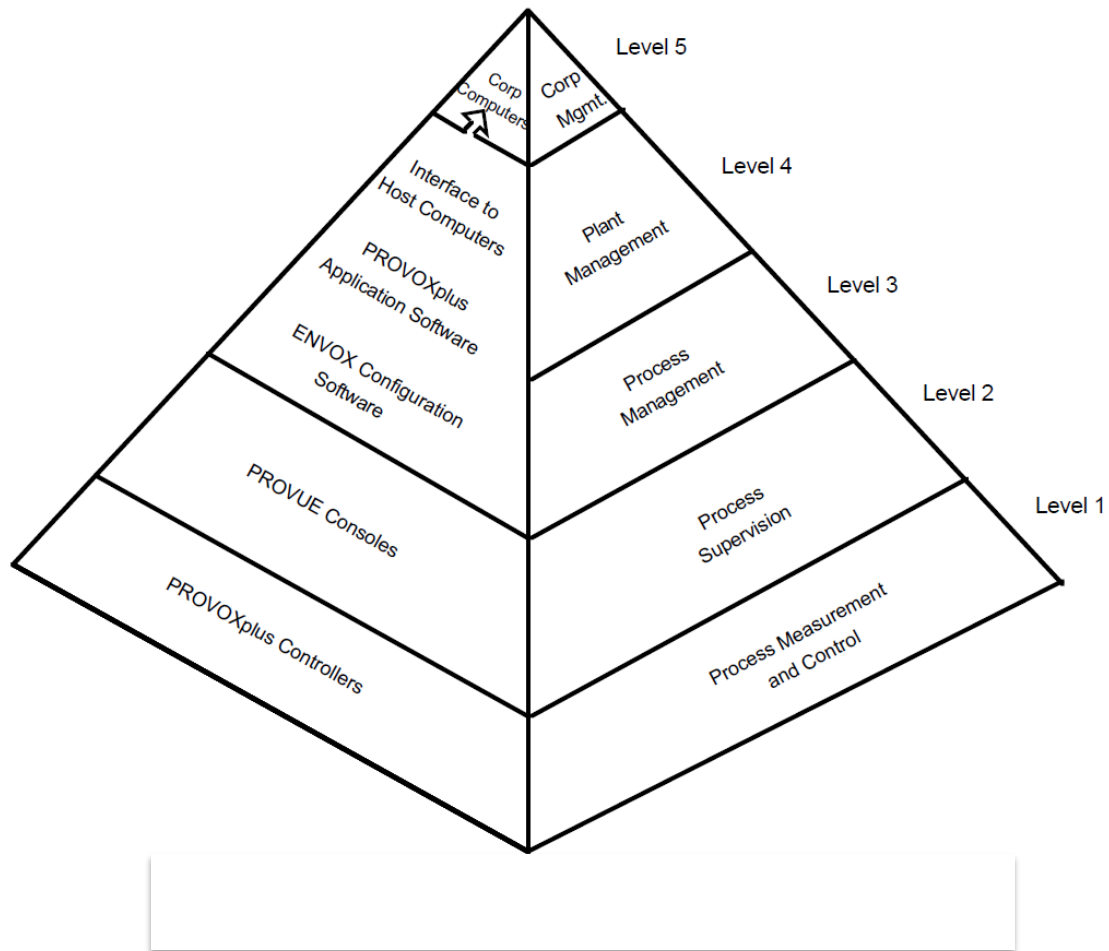 Level 5
Corp
Computers
Corp
Mgmt.
Level 4
Interface to
Host Computers
Plant
Management
PROVOXplus
Application Software
Level 3
ENVOX Configuration
Software
Process
Management
Level 2
PROVUE Consoles
Process
Supervision
Level 1
PROVOXplus Controllers
Process Measurement
and Control